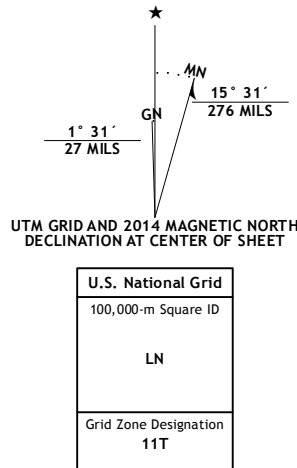 ★
MN
GN
15° 31´
276 MILS
1° 31´
27 MILS
UTM GRID AND 2014 MAGNETIC NORTH
DECLINATION AT CENTER OF SHEET
U.S. National Grid
100,000-m Square ID
LN
Grid Zone Designation
11T